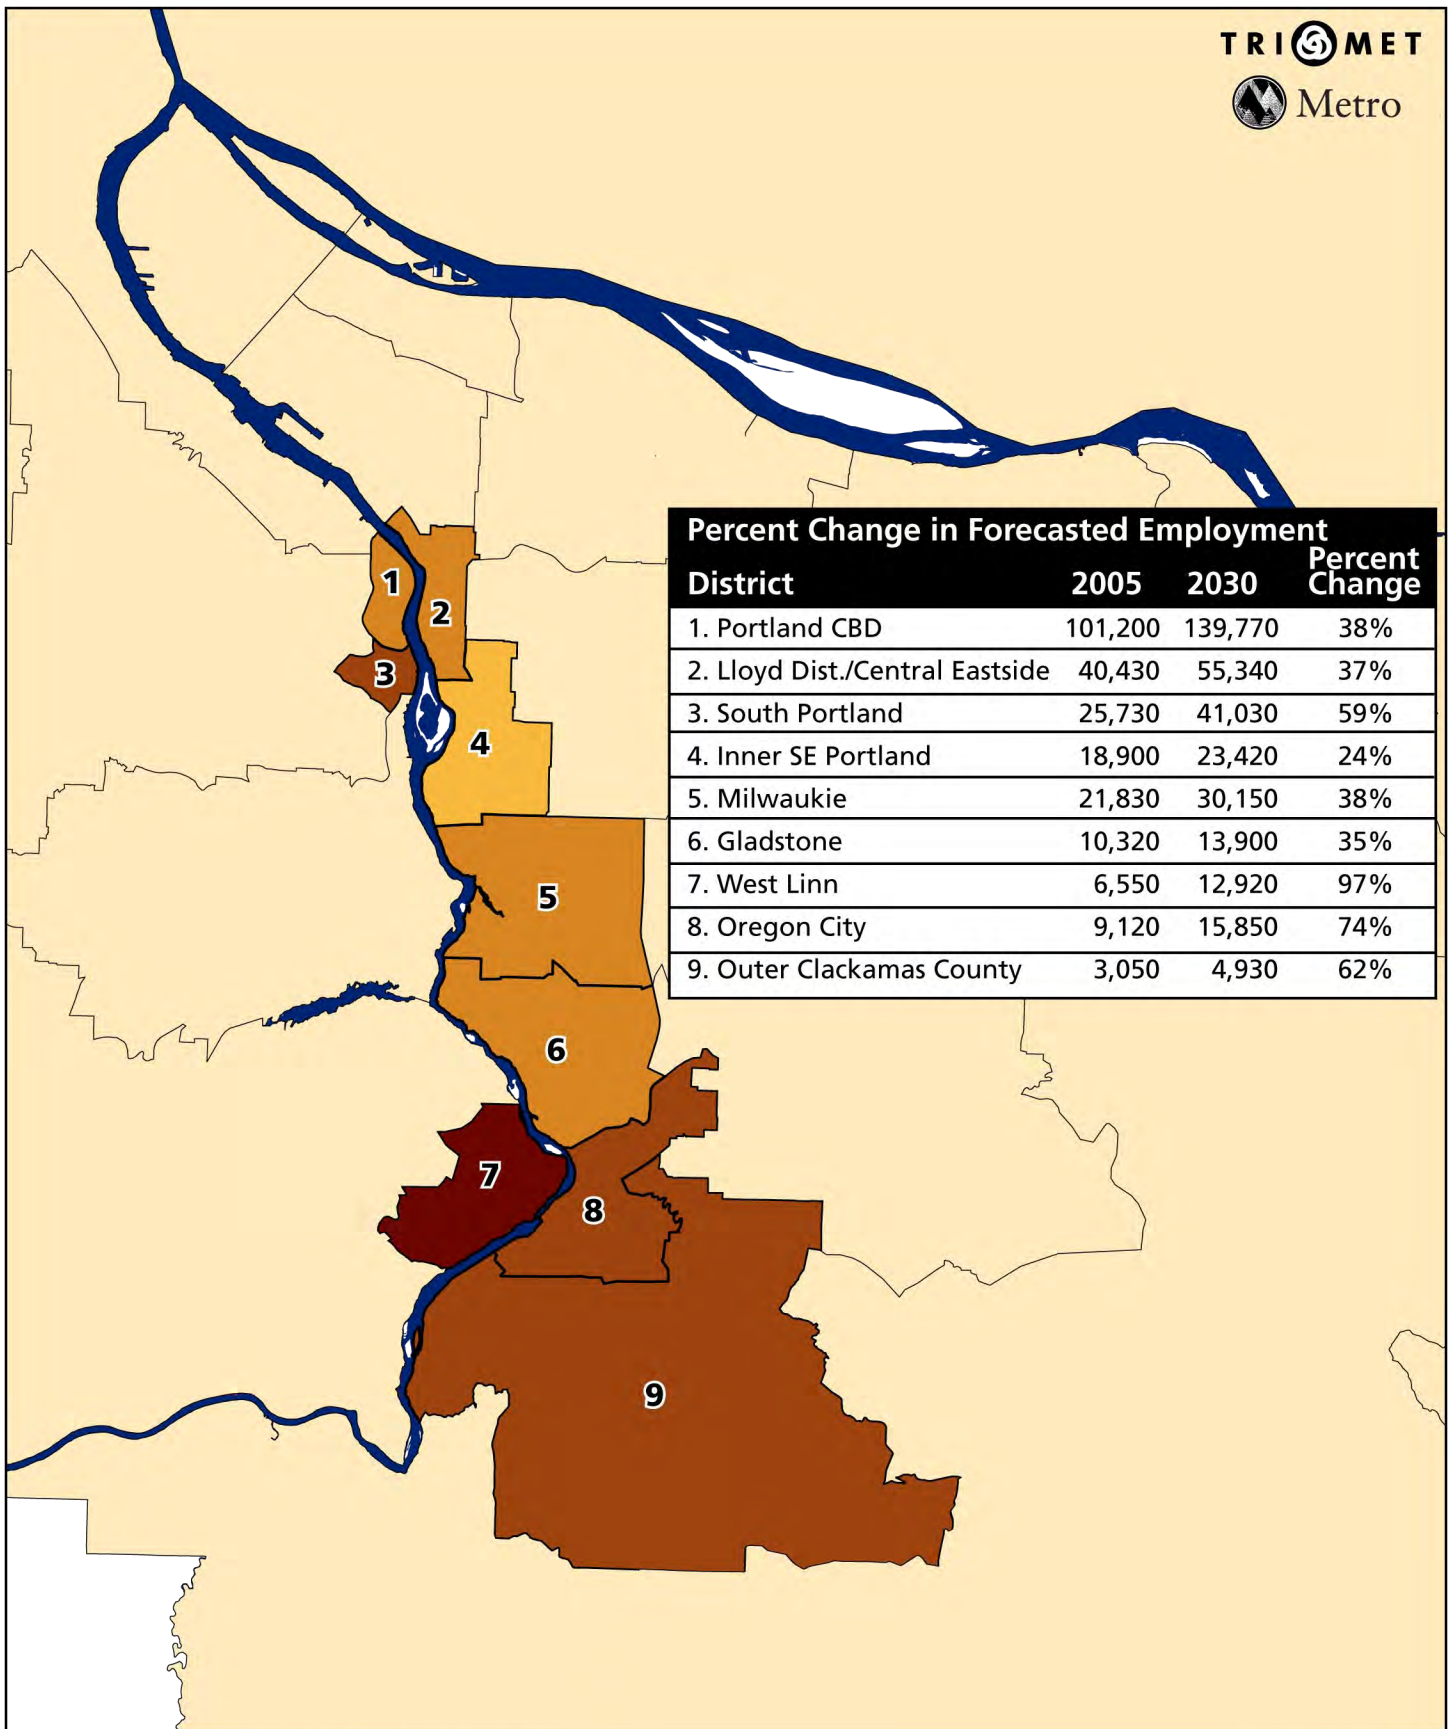 TRI MET
Metro
Percent Change in Forecasted Employment
District 2005 2030 Percent Change
1. Portland CBD 101,200 139,770 38%
2. Lloyd Dist./Central Eastside 40,430 55,340 37%
3. South Portland 25,730 41,030 59%
4. Inner SE Portland 18,900 23,420 24%
5. Milwaukie 21,830 30,150 38%
6. Gladstone 10,320 13,900 35%
7. West Linn 6,550 12,920 97%
8. Oregon City 9,120 15,850 74%
9. Outer Clackamas County 3,050 4,930 62%
1
2
3
4
5
6
7
8
9